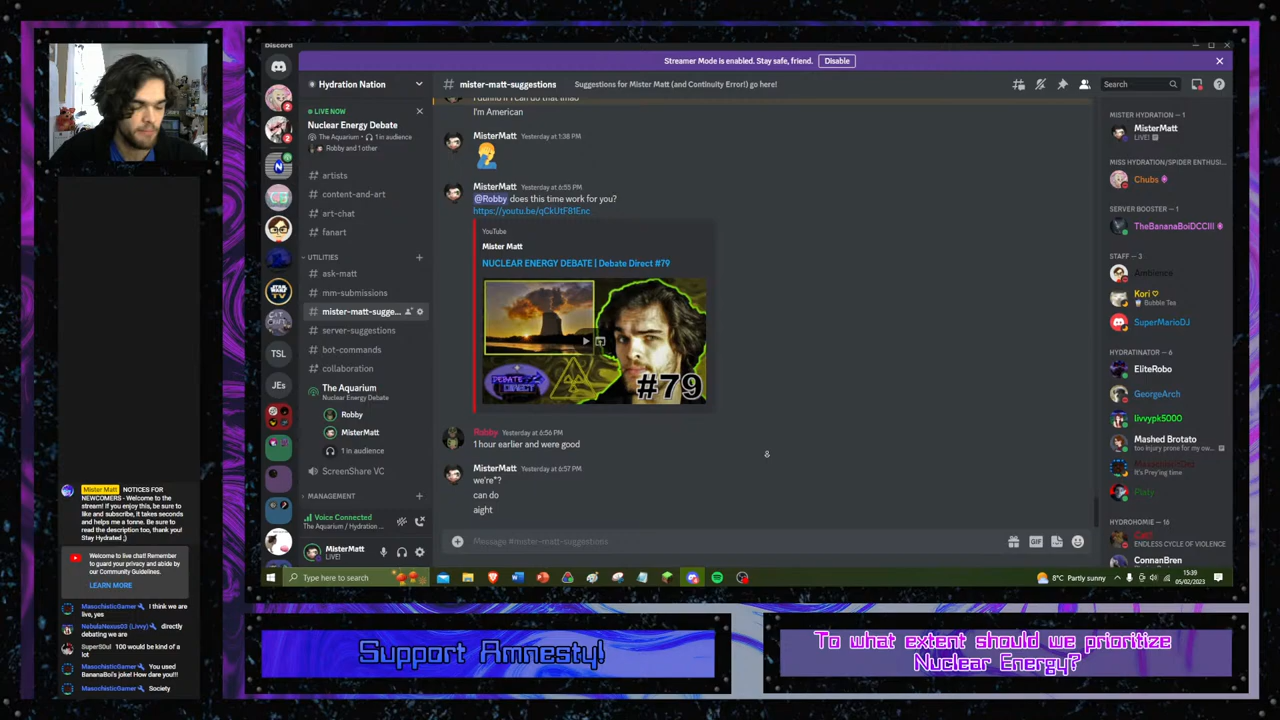 Discord
Streamer Mode is enabled. Stay safe, friend.
Disable
Hydration Nation
# mister-matt-suggestions
Suggestions for Mister Matt (and Continuity Error!) go here!
Search
LIVE NOW
Nuclear Energy Debate
The Aquarium • 1 in audience
Robby and 1 other
# artists
# content-and-art
# art-chat
# fanart
UTILITIES
# ask-matt
# mm-submissions
# mister-matt-sugge...
# server-suggestions
# bot-commands
# collaboration
The Aquarium
Nuclear Energy Debate
Robby
MisterMatt
1 in audience
ScreenShare VC
MANAGEMENT
Voice Connected
The Aquarium / Hydration ...
MisterMatt
LIVE!
N
TSL
JEs
I'm American
MisterMatt Yesterday at 1:38 PM
MisterMatt Yesterday at 6:55 PM
@Robby does this time work for you?
https://youtu.be/qCkUtF81Enc
YouTube
Mister Matt
NUCLEAR ENERGY DEBATE | Debate Direct #79
DEBATE
DIRECT
#79
Robby Yesterday at 6:56 PM
1 hour earlier and were good
MisterMatt Yesterday at 6:57 PM
we're*?
can do
aight
Message #mister-matt-suggestions
GIF
MISTER HYDRATION — 1
MisterMatt
LIVE!
MISS HYDRATION/SPIDER ENTHUSI...
Chubs
SERVER BOOSTER — 1
TheBananaBoiDCCIII
STAFF — 3
Ambience
Kori
Bubble Tea
SuperMarioDJ
HYDRATINATOR — 6
EliteRobo
GeorgeArch
livvypk5000
Mashed Brotato
too injury prone for my ow...
It's Prey'ing time
HYDROHOMIE — 16
ENDLESS CYCLE OF VIOLENCE
ConnanBren
Type here to search
8°C Partly sunny
15:39
05/02/2023
Mister Matt NOTICES FOR
NEWCOMERS - Welcome to the
stream! If you enjoy this, be sure to
like and subscribe, it takes seconds
and helps me a tonne. Be sure to
read the description too, thank you!
Stay Hydrated ;)
Welcome to live chat! Remember
to guard your privacy and abide by
our Community Guidelines.
LEARN MORE
MasochisticGamer I think we are
live, yes
NebulaNexus03 (Livvy) directly
debating we are
SuperSoul 100 would be kind of a
lot
MasochisticGamer You used
BananaBoi's joke! How dare you!!!
MasochisticGamer Society
Support Amnesty!
To what extent should we prioritize
Nuclear Energy?